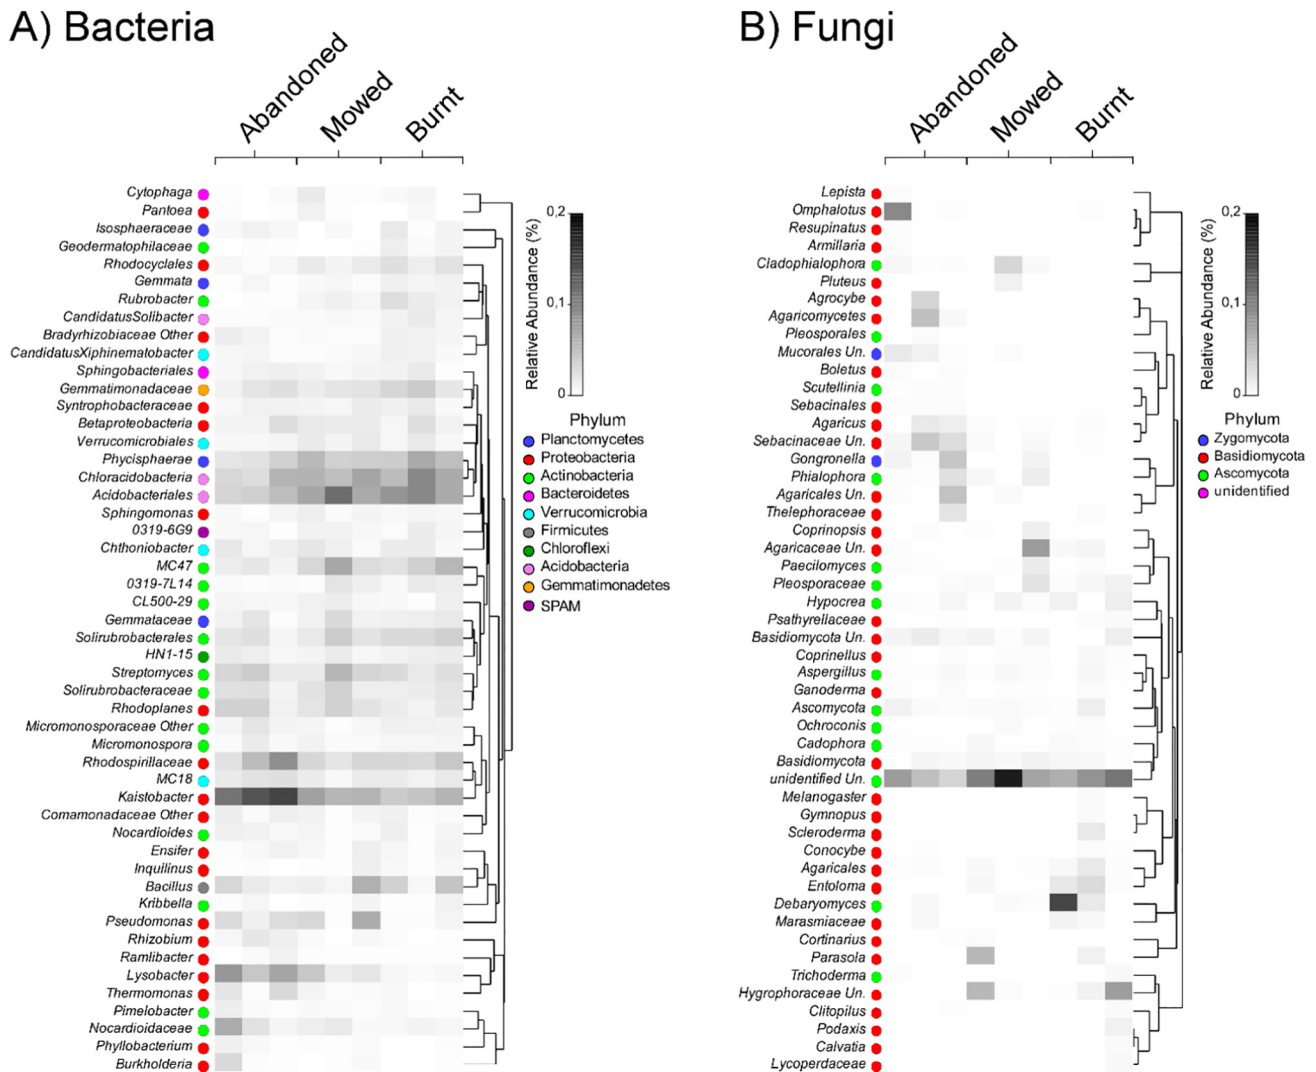 A) Bacteria
Abandoned
Mowed
Burnt
Cytophaga
Pantoea
Isosphaeraceae
Geodermatophilaceae
Rhodocyclales
Gemmata
Rubrobacter
CandidatusSolibacter
Bradyrhizobiaceae Other
CandidatusXiphinematobacter
Sphingobacteriales
Gemmatimonadaceae
Syntrophobacteraceae
Betaproteobacteria
Verrucomicrobiales
Phycisphaerae
Chloracidobacteria
Acidobacteriales
Sphingomonas
0319-6G9
Chthoniobacter
MC47
0319-7L14
CL500-29
Gemmataceae
Solirubrobacterales
HN1-15
Streptomyces
Solirubrobacteraceae
Rhodoplanes
Micromonosporaceae Other
Micromonospora
Rhodospirillaceae
MC18
Kaistobacter
Comamonadaceae Other
Nocardioides
Ensifer
Inquilinus
Bacillus
Kribbella
Pseudomonas
Rhizobium
Ramlibacter
Lysobacter
Thermomonas
Pimelobacter
Nocardioidaceae
Phyllobacterium
Burkholderia
Relative Abundance (%)
0,2
0,1
0
Phylum
Planctomycetes
Proteobacteria
Actinobacteria
Bacteroidetes
Verrucomicrobia
Firmicutes
Chloroflexi
Acidobacteria
Gemmatimonadetes
SPAM
B) Fungi
Abandoned
Mowed
Burnt
Lepista
Omphalotus
Resupinatus
Armillaria
Cladophialophora
Pluteus
Agrocybe
Agaricomycetes
Pleosporales
Mucorales Un.
Boletus
Scutellinia
Sebacinales
Agaricus
Sebacinaceae Un.
Gongronella
Phialophora
Agaricales Un.
Thelephoraceae
Coprinopsis
Agaricaceae Un.
Paecilomyces
Pleosporaceae
Hypocrea
Psathyrellaceae
Basidiomycota Un.
Coprinellus
Aspergillus
Ganoderma
Ascomycota
Ochroconis
Cadophora
Basidiomycota
unidentified Un.
Melanogaster
Gymnopus
Scleroderma
Conocybe
Agaricales
Entoloma
Debaryomyces
Marasmiaceae
Cortinarius
Parasola
Trichoderma
Hygrophoraceae Un.
Clitopilus
Podaxis
Calvatia
Lycoperdaceae
Relative Abundance (%)
0,2
0,1
0
Phylum
Zygomycota
Basidiomycota
Ascomycota
unidentified